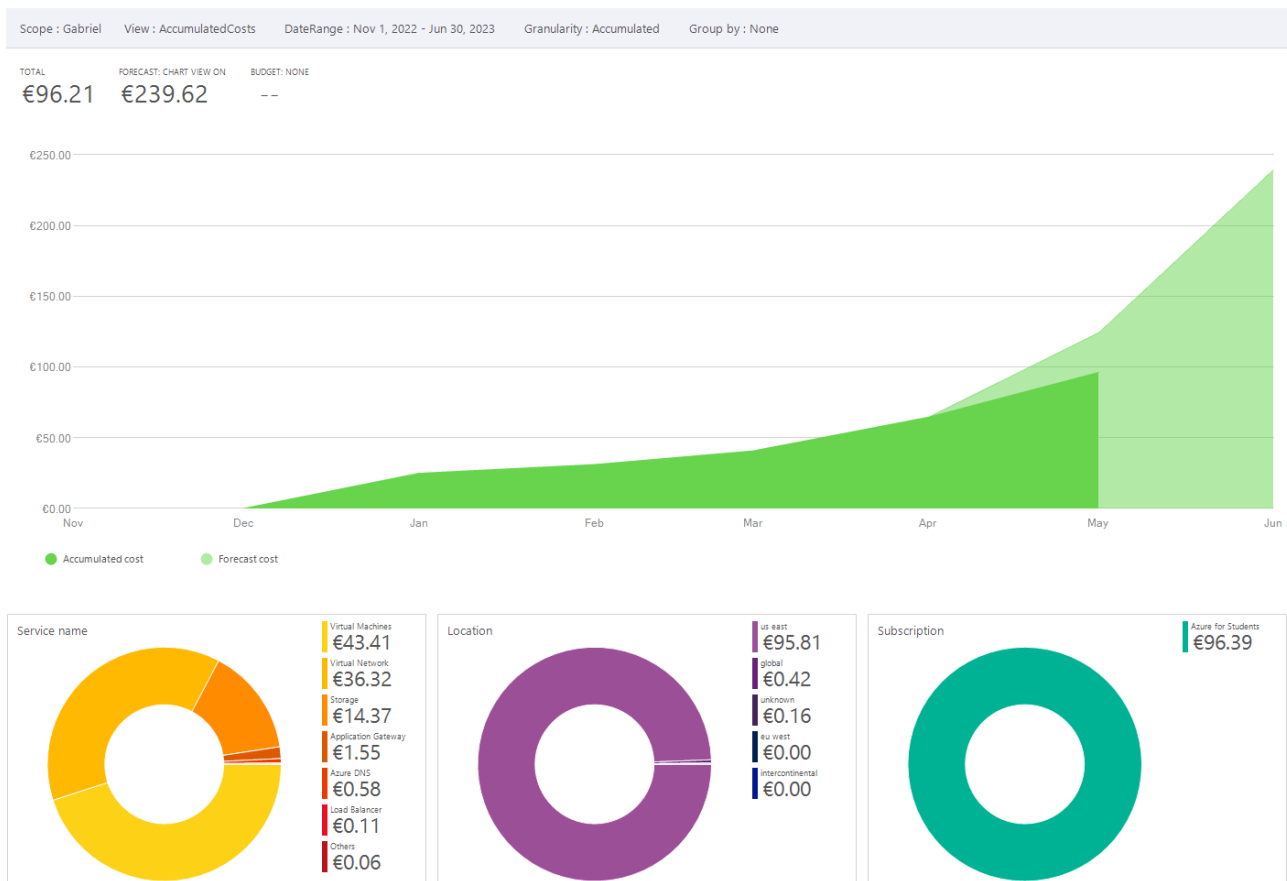 Scope : Gabriel View : AccumulatedCosts DateRange : Nov 1, 2022 - Jun 30, 2023 Granularity : Accumulated Group by : None
TOTAL FORECAST: CHART VIEW ON BUDGET: NONE
€96.21 €239.62 --
€250.00
€200.00
€150.00
€100.00
€50.00
€0.00
Nov Dec Jan Feb Mar Apr May Jun
Accumulated cost Forecast cost
Service name
Virtual Machines
€43.41
Virtual Network
€36.32
Storage
€14.37
Application Gateway
€1.55
Azure DNS
€0.58
Load Balancer
€0.11
Others
€0.06
Location
us east
€95.81
global
€0.42
unknown
€0.16
eu west
€0.00
intercontinental
€0.00
Subscription
Azure for Students
€96.39